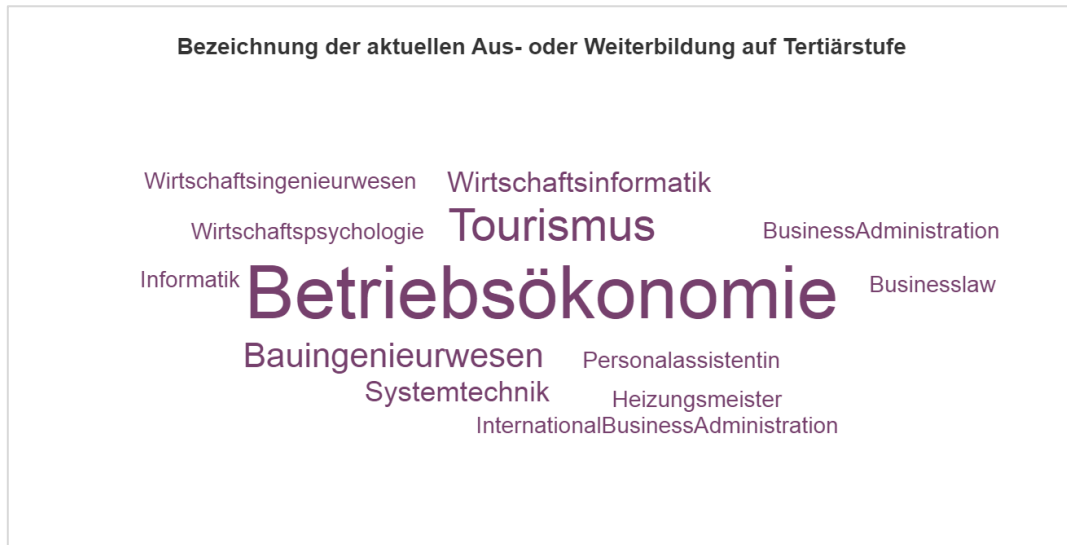 Bezeichnung der aktuellen Aus- oder Weiterbildung auf Tertiärstufe
Wirtschaftsingenieurwesen Wirtschaftsinformatik
Wirtschaftspsychologie Tourismus BusinessAdministration
Informatik Betriebsökonomie Businesslaw
Bauingenieurwesen Personalassistentin
Systemtechnik Heizungsmeister
InternationalBusinessAdministration